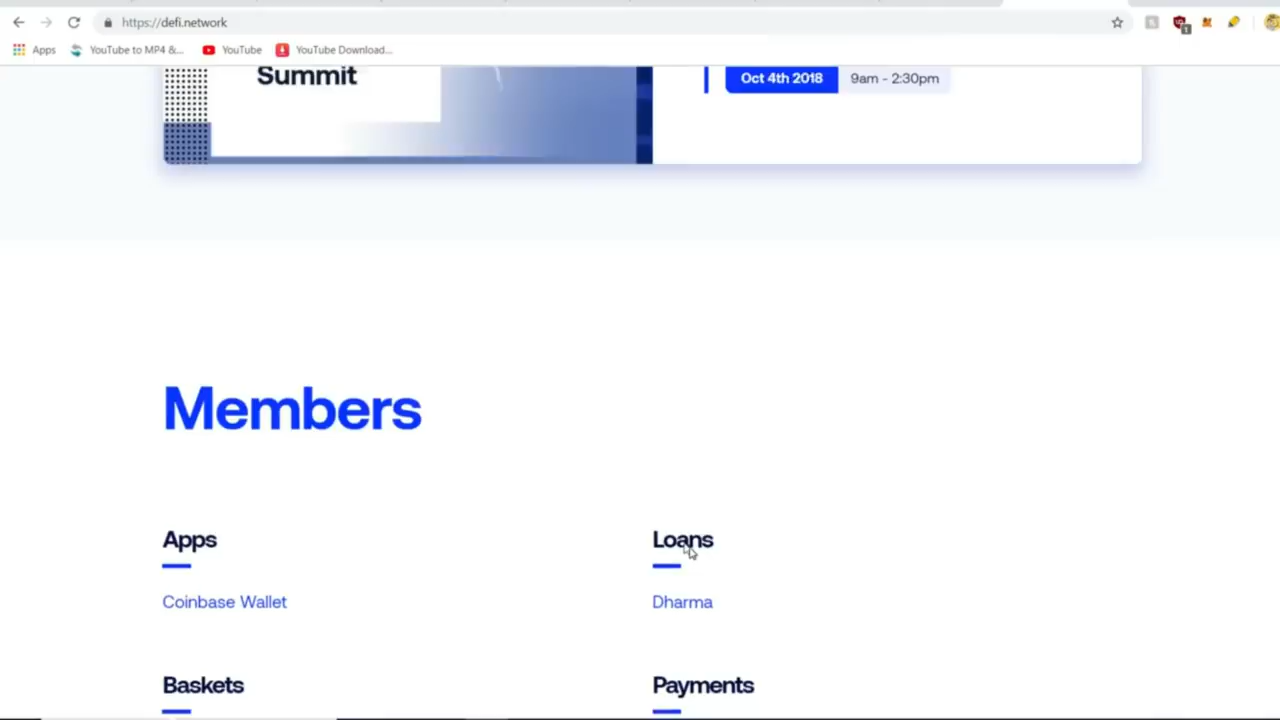 https://defi.network
Apps
YouTube to MP4 &...
YouTube
YouTube Download...
Summit
Oct 4th 2018
9am - 2:30pm
Members
Apps
Loans
Coinbase Wallet
Dharma
Baskets
Payments